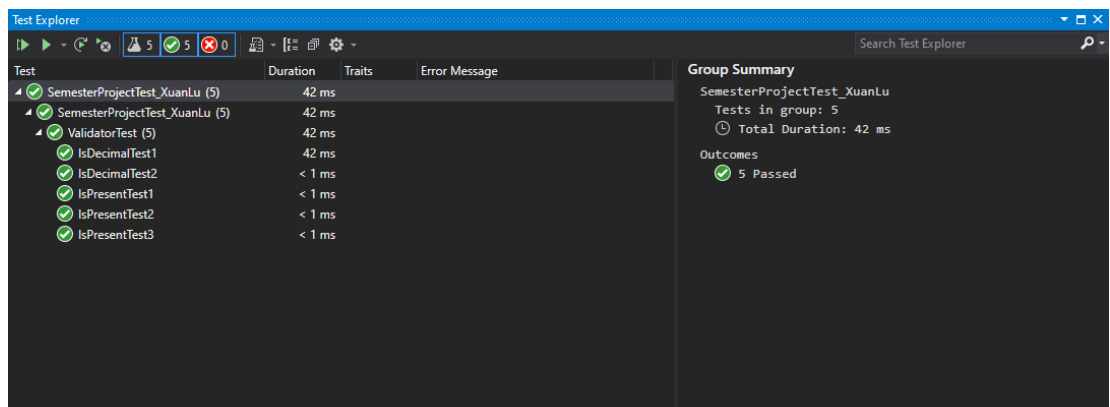 Test Explorer
5 5 0 Search Test Explorer
Test Duration Traits Error Message
SemesterProjectTest_XuanLu (5) 42 ms
SemesterProjectTest_XuanLu (5) 42 ms
ValidatorTest (5) 42 ms
IsDecimalTest1 42 ms
IsDecimalTest2 < 1 ms
IsPresentTest1 < 1 ms
IsPresentTest2 < 1 ms
IsPresentTest3 < 1 ms
Group Summary
SemesterProjectTest_XuanLu
Tests in group: 5
Total Duration: 42 ms
Outcomes
5 Passed